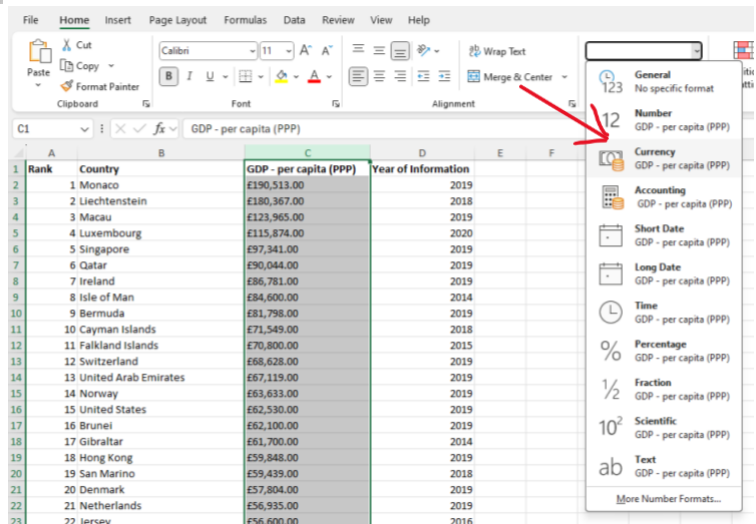 File Home Insert Page Layout Formulas Data Review View Help
Paste
Cut
Copy
Format Painter
Clipboard
Calibri 11 A A
B I U A
Font
ab Wrap Text
Merge & Center
Alignment
C1 fx GDP - per capita (PPP)
A B C D E F
1 Rank Country GDP - per capita (PPP) Year of Information
2 1 Monaco £190,513.00 2019
3 2 Liechtenstein £180,367.00 2018
4 3 Macau £123,965.00 2019
5 4 Luxembourg £115,874.00 2020
6 5 Singapore £97,341.00 2019
7 6 Qatar £90,044.00 2019
8 7 Ireland £86,781.00 2019
9 8 Isle of Man £84,600.00 2014
10 9 Bermuda £81,798.00 2019
11 10 Cayman Islands £71,549.00 2018
12 11 Falkland Islands £70,800.00 2015
13 12 Switzerland £68,628.00 2019
14 13 United Arab Emirates £67,119.00 2019
15 14 Norway £63,633.00 2019
16 15 United States £62,530.00 2019
17 16 Brunei £62,100.00 2019
18 17 Gibraltar £61,700.00 2014
19 18 Hong Kong £59,848.00 2019
20 19 San Marino £59,439.00 2018
21 20 Denmark £57,804.00 2019
22 21 Netherlands £56,935.00 2019
23 22 Jersey £56,600.00 2016
123 General
No specific format
12 Number
GDP - per capita (PPP)
Currency
GDP - per capita (PPP)
Accounting
GDP - per capita (PPP)
Short Date
GDP - per capita (PPP)
Long Date
GDP - per capita (PPP)
Time
GDP - per capita (PPP)
% Percentage
GDP - per capita (PPP)
1/2 Fraction
GDP - per capita (PPP)
10² Scientific
GDP - per capita (PPP)
ab Text
GDP - per capita (PPP)
More Number Formats...